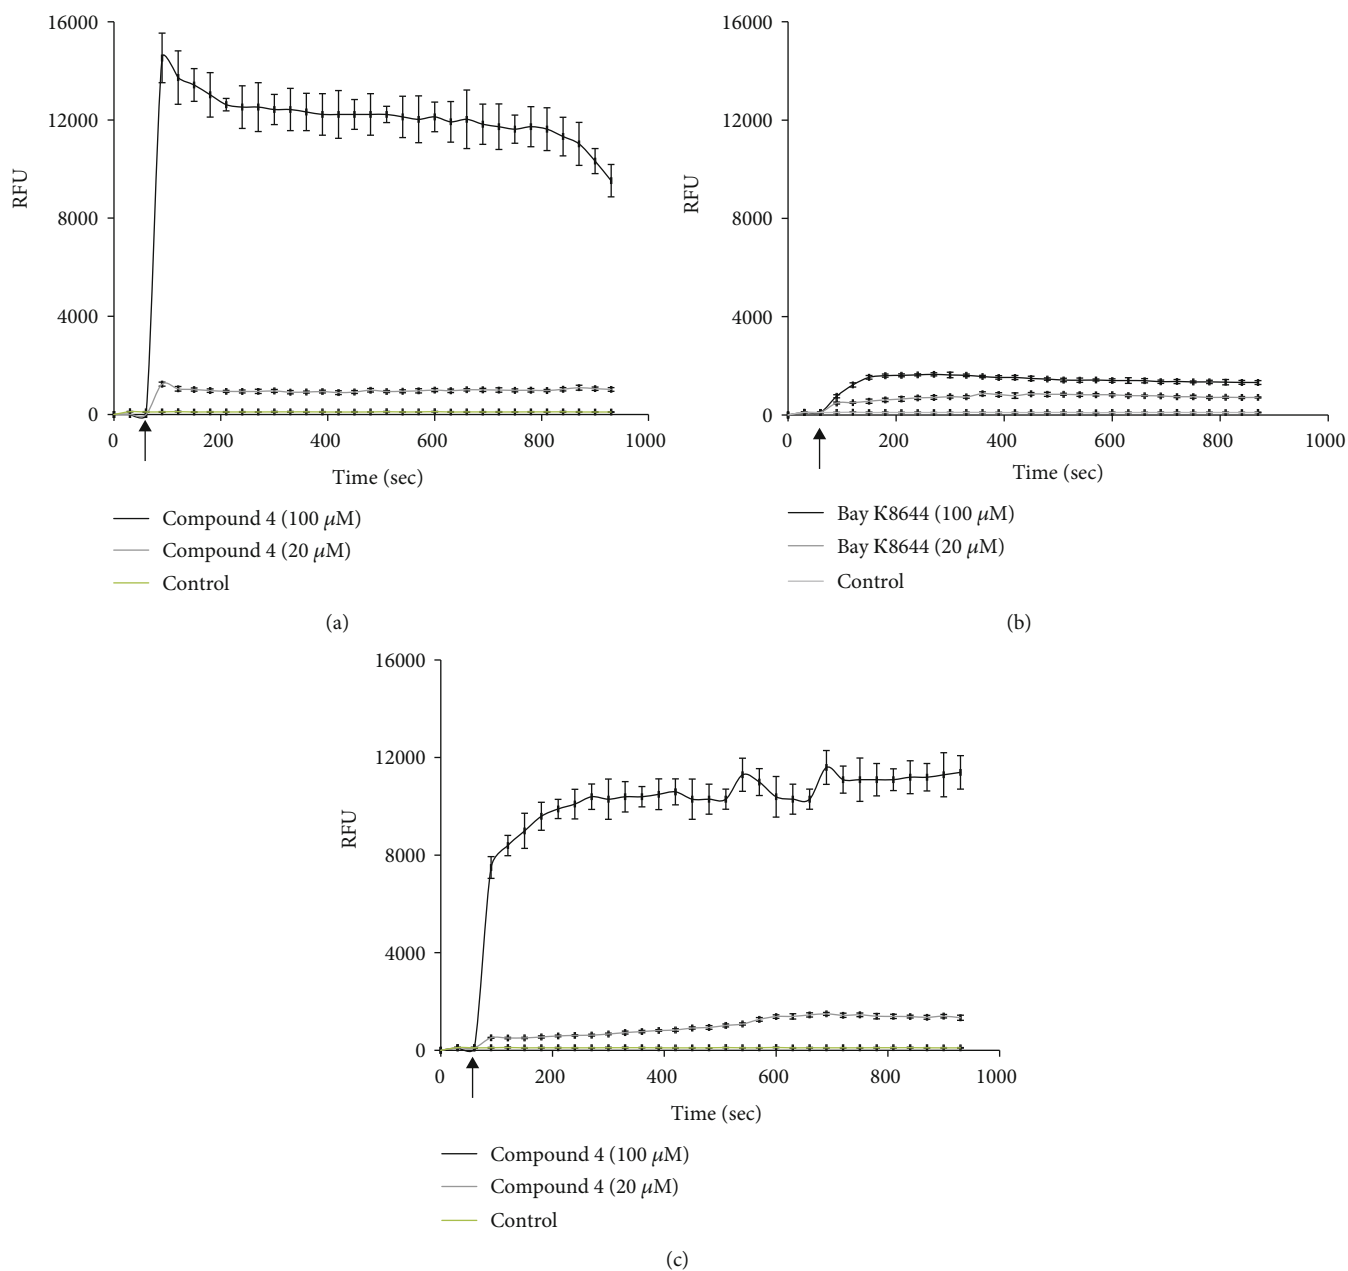 16000
12000
8000
4000
0
RFU
0
200
400
600
800
1000
Time (sec)
Compound 4 (100 μM)
Compound 4 (20 μM)
Control
(a)
16000
12000
8000
4000
0
RFU
0
200
400
600
800
1000
Time (sec)
Bay K8644 (100 μM)
Bay K8644 (20 μM)
Control
(b)
16000
12000
8000
4000
0
RFU
0
200
400
600
800
1000
Time (sec)
Compound 4 (100 μM)
Compound 4 (20 μM)
Control
(c)